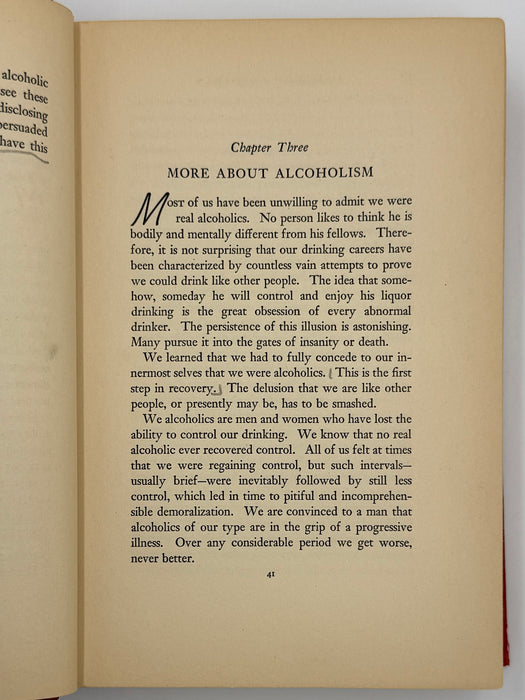 alcoholic
see these
disclosing
persuaded
have this
Chapter Three
MORE ABOUT ALCOHOLISM
MOST of us have been unwilling to admit we were
real alcoholics. No person likes to think he is
bodily and mentally different from his fellows. There-
fore, it is not surprising that our drinking careers have
been characterized by countless vain attempts to prove
we could drink like other people. The idea that some-
how, someday he will control and enjoy his liquor
drinking is the great obsession of every abnormal
drinker. The persistence of this illusion is astonishing.
Many pursue it into the gates of insanity or death.
We learned that we had to fully concede to our in-
nermost selves that we were alcoholics. This is the first
step in recovery. The delusion that we are like other
people, or presently may be, has to be smashed.
We alcoholics are men and women who have lost the
ability to control our drinking. We know that no real
alcoholic ever recovered control. All of us felt at times
that we were regaining control, but such intervals—
usually brief—were inevitably followed by still less
control, which led in time to pitiful and incomprehen-
sible demoralization. We are convinced to a man that
alcoholics of our type are in the grip of a progressive
illness. Over any considerable period we get worse,
never better.
41